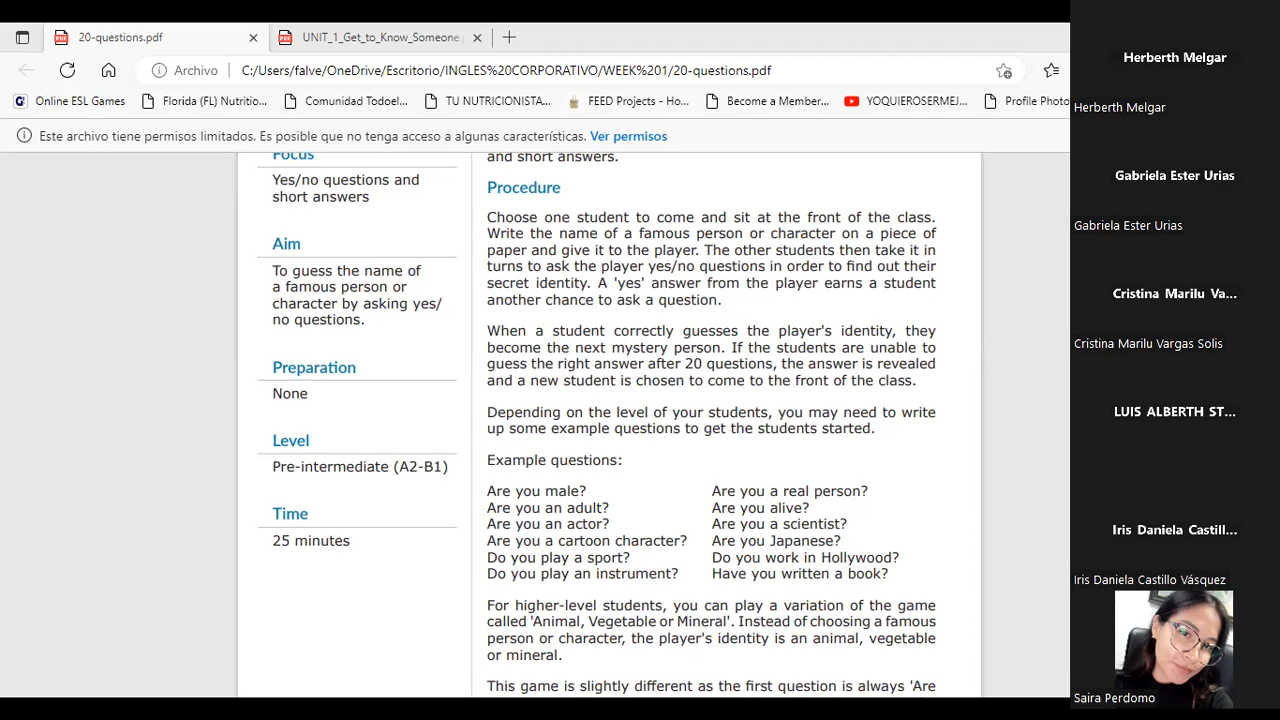 20-questions.pdf
UNIT_1_Get_to_Know_Someone.
Archivo
C:/Users/falve/OneDrive/Escritorio/INGLES%20CORPORATIVO/WEEK%201/20-questions.pdf
Online ESL Games
Florida (FL) Nutritio...
Comunidad Todoel...
TU NUTRICIONISTA...
FEED Projects - Ho...
Become a Member...
YOQUIEROSERMEJ...
Profile Photo
Este archivo tiene permisos limitados. Es posible que no tenga acceso a algunas características. Ver permisos
Focus
Yes/no questions and
short answers
Aim
To guess the name of
a famous person or
character by asking yes/
no questions.
Preparation
None
Level
Pre-intermediate (A2-B1)
Time
25 minutes
and short answers.
Procedure
Choose one student to come and sit at the front of the class.
Write the name of a famous person or character on a piece of
paper and give it to the player. The other students then take it in
turns to ask the player yes/no questions in order to find out their
secret identity. A 'yes' answer from the player earns a student
another chance to ask a question.
When a student correctly guesses the player's identity, they
become the next mystery person. If the students are unable to
guess the right answer after 20 questions, the answer is revealed
and a new student is chosen to come to the front of the class.
Depending on the level of your students, you may need to write
up some example questions to get the students started.
Example questions:
Are you male? Are you a real person?
Are you an adult? Are you alive?
Are you an actor? Are you a scientist?
Are you a cartoon character? Are you Japanese?
Do you play a sport? Do you work in Hollywood?
Do you play an instrument? Have you written a book?
For higher-level students, you can play a variation of the game
called 'Animal, Vegetable or Mineral'. Instead of choosing a famous
person or character, the player's identity is an animal, vegetable
or mineral.
This game is slightly different as the first question is always 'Are
Herberth Melgar
Herberth Melgar
Gabriela Ester Urias
Gabriela Ester Urias
Cristina Marilu Va...
Cristina Marilu Vargas Solis
LUIS ALBERTH ST...
Iris Daniela Castill...
Iris Daniela Castillo Vásquez
Saira Perdomo